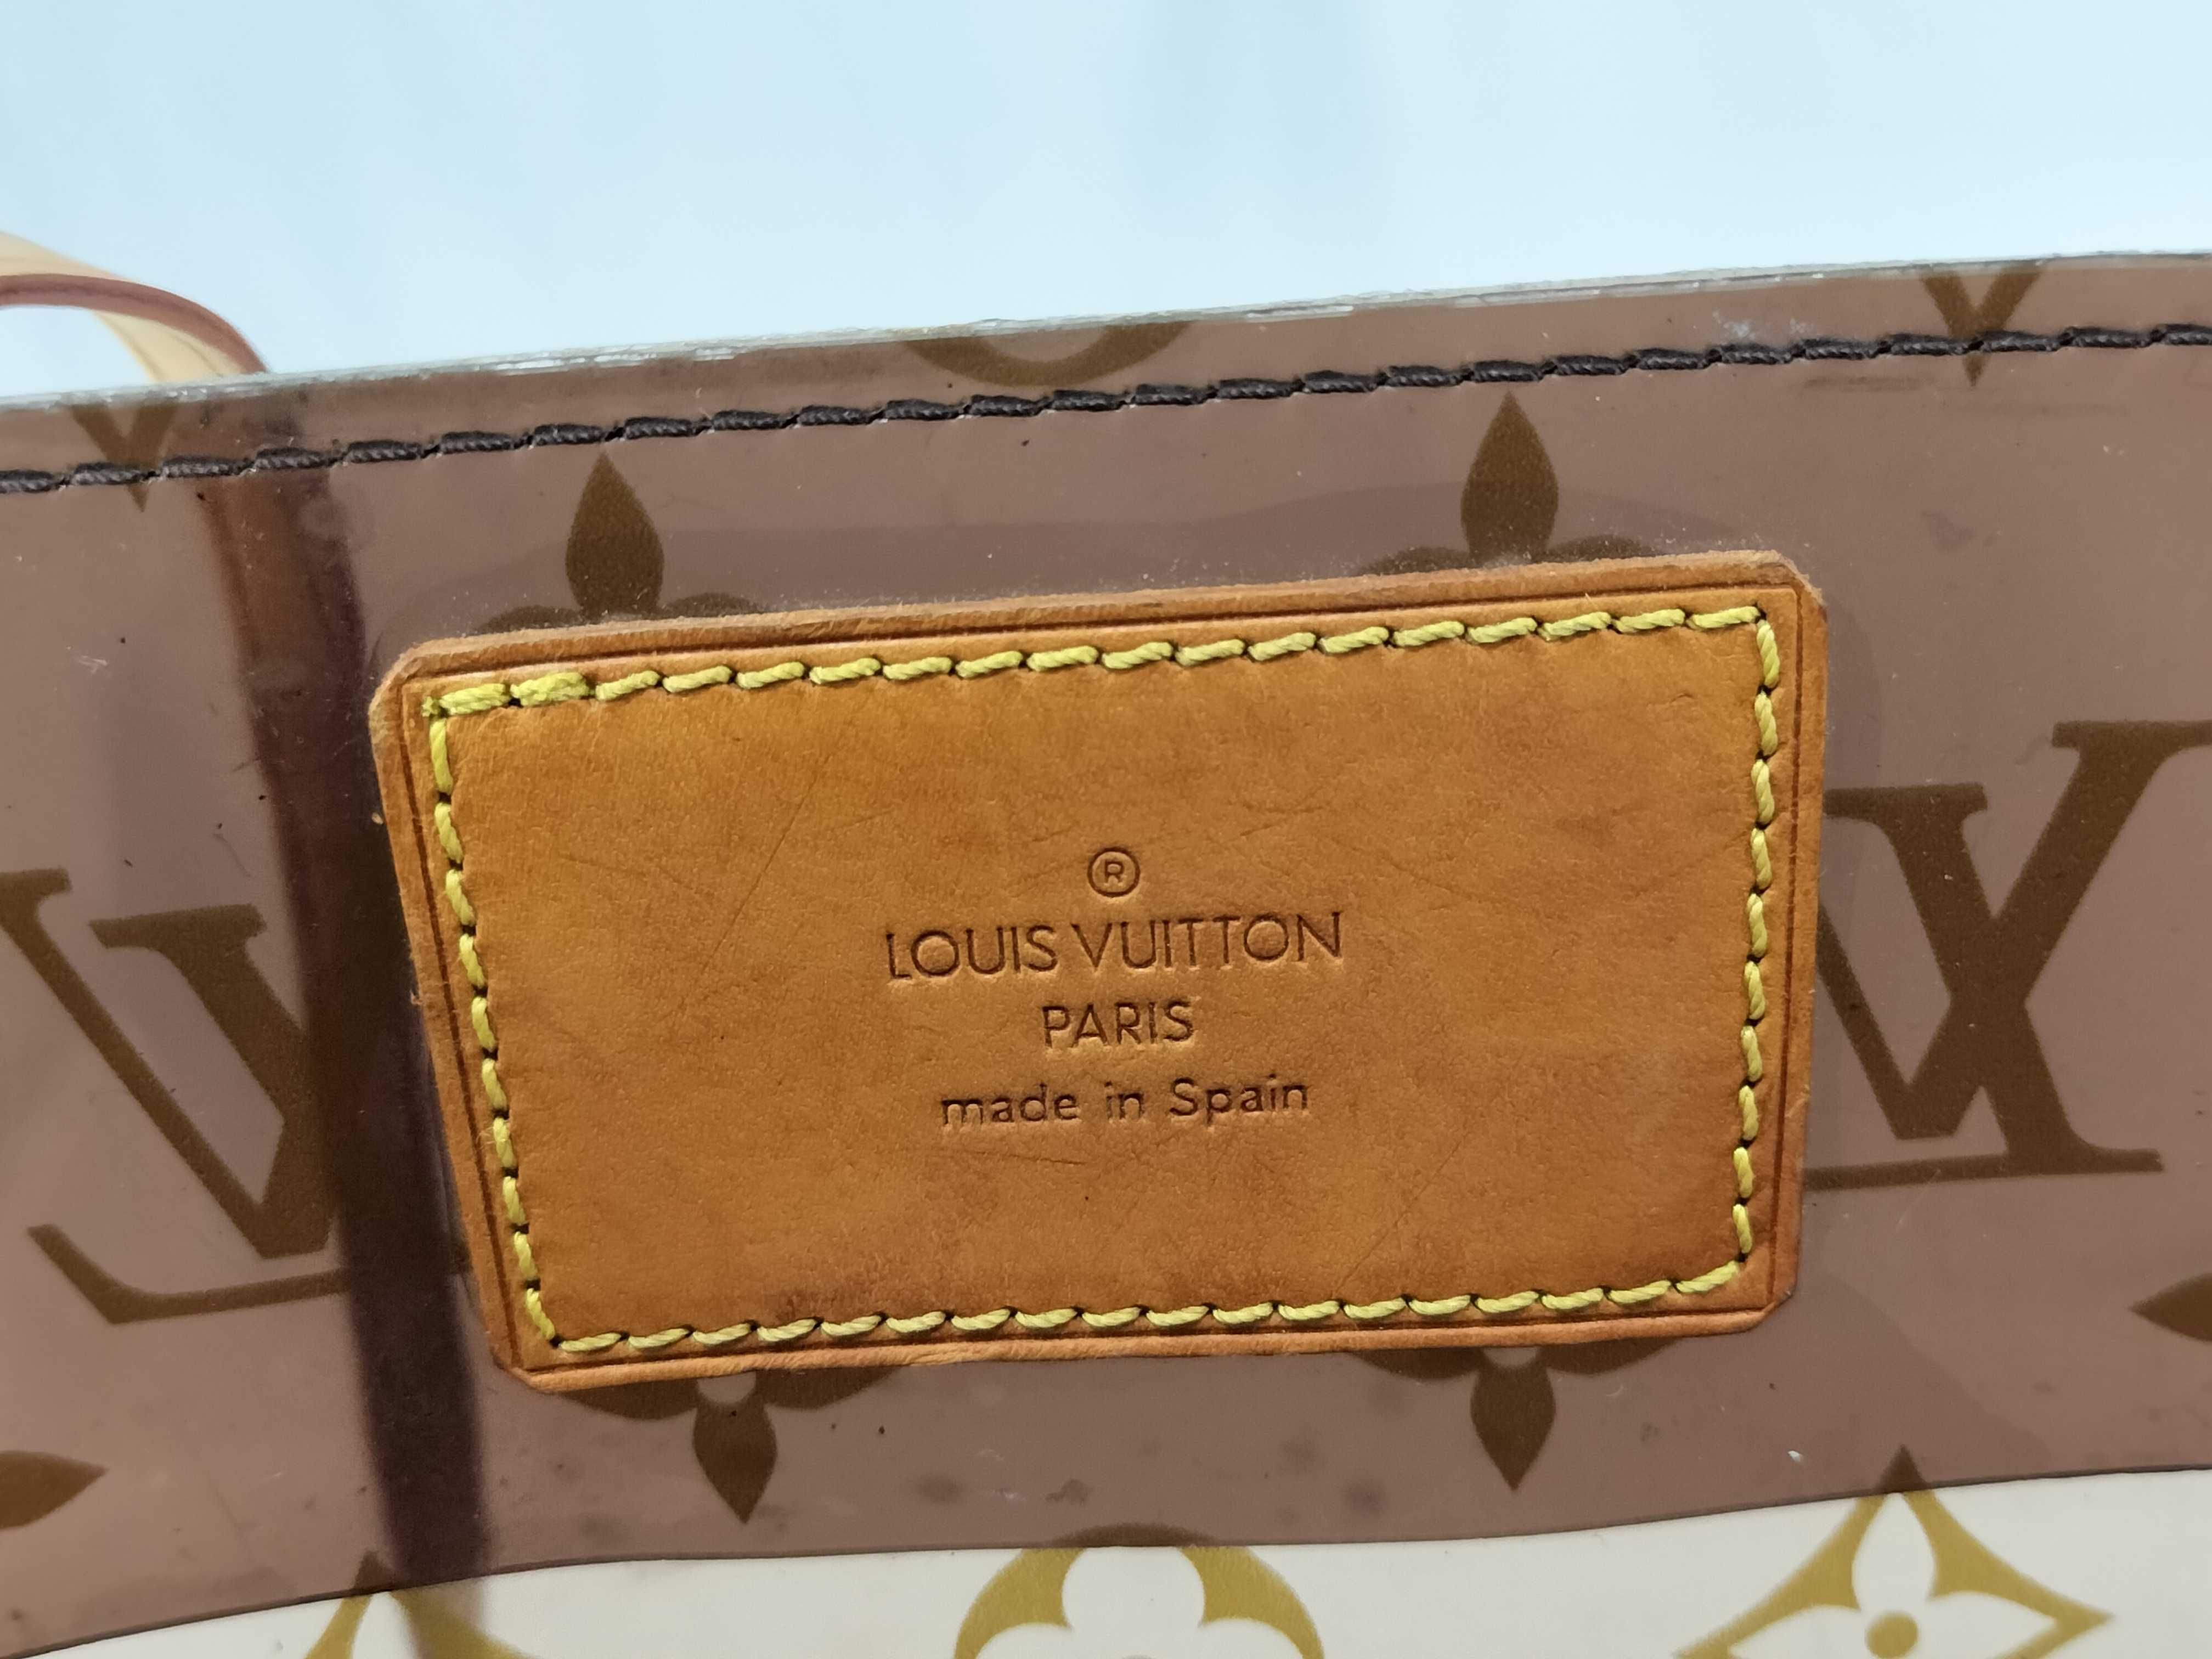 ®
LOUIS VUITTON
PARIS
made in Spain